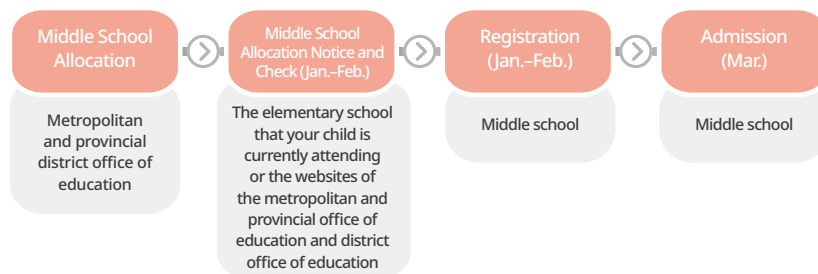 Middle School
Allocation
Metropolitan
and provincial
district office of
education
Middle School
Allocation Notice and
Check (Jan.–Feb.)
The elementary school
that your child is
currently attending
or the websites of
the metropolitan and
provincial office of
education and district
office of education
Registration
(Jan.–Feb.)
Middle school
Admission
(Mar.)
Middle school